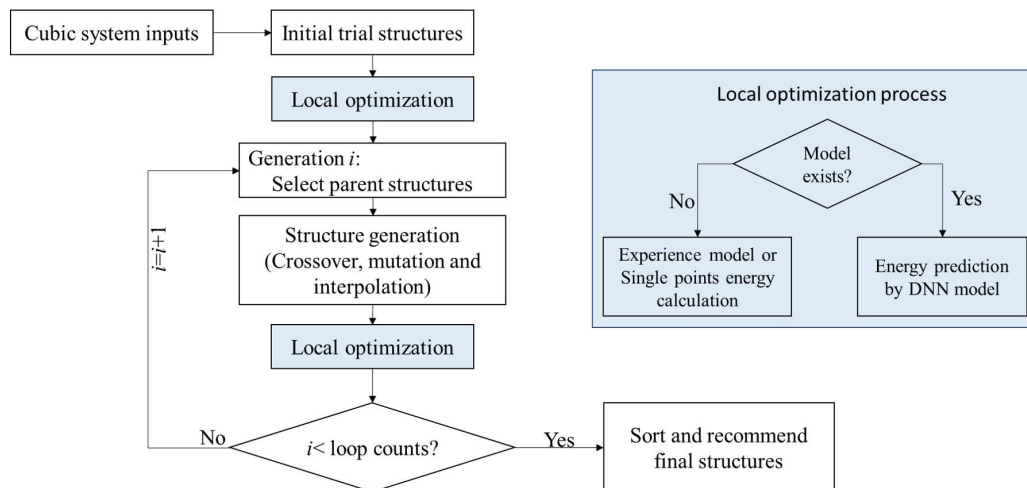 Cubic system inputs
Initial trial structures
Local optimization
Generation i:
Select parent structures
Structure generation
(Crossover, mutation and
interpolation)
Local optimization
i< loop counts?
No
i=i+1
Yes
Sort and recommend
final structures
Local optimization process
Model
exists?
No
Yes
Experience model or
Single points energy
calculation
Energy prediction
by DNN model